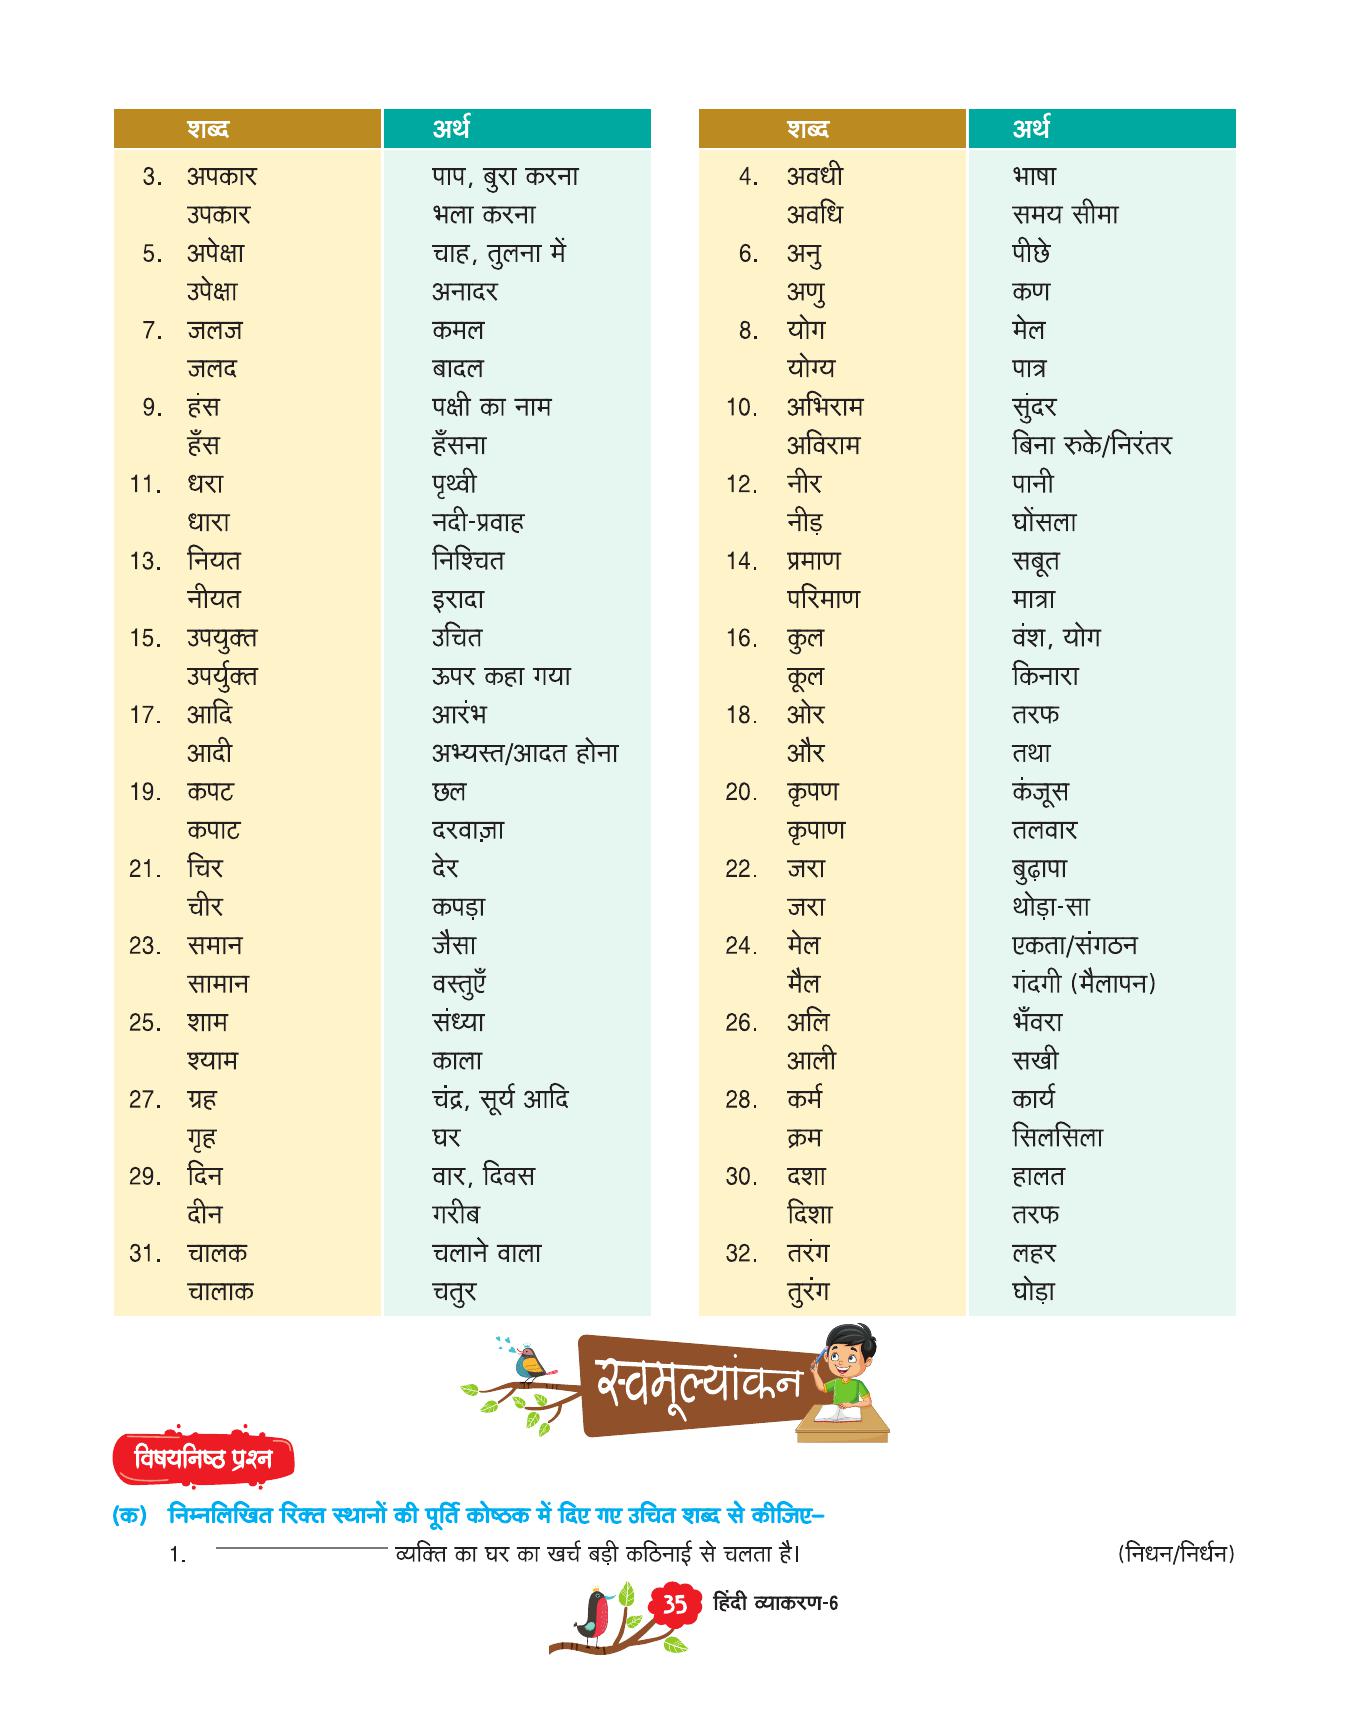 शब्द अर्थ शब्द अर्थ
3. अपकार पाप, बुरा करना 4. अवधी भाषा
उपकार भला करना अवधि समय सीमा
5. अपेक्षा चाह, तुलना में 6. अनु पीछे
उपेक्षा अनादर अणु कण
7. जलज कमल 8. योग मेल
जलद बादल योग्य पात्र
9. हंस पक्षी का नाम 10. अभिराम सुंदर
हँस हँसना अविराम बिना रुके/निरंतर
11. धरा पृथ्वी 12. नीर पानी
धारा नदी-प्रवाह नीड़ घोंसला
13. नियत निश्चित 14. प्रमाण सबूत
नीयत इरादा परिमाण मात्रा
15. उपयुक्त उचित 16. कुल वंश, योग
उपर्युक्त ऊपर कहा गया कूल किनारा
17. आदि आरंभ 18. ओर तरफ
आदी अभ्यस्त/आदत होना और तथा
19. कपट छल 20. कृपण कंजूस
कपाट दरवाज़ा कृपाण तलवार
21. चिर देर 22. जरा बुढ़ापा
चीर कपड़ा जरा थोड़ा-सा
23. समान जैसा 24. मेल एकता/संगठन
सामान वस्तुएँ मैल गंदगी (मैलापन)
25. शाम संध्या 26. अलि भँवरा
श्याम काला आली सखी
27. ग्रह चंद्र, सूर्य आदि 28. कर्म कार्य
गृह घर क्रम सिलसिला
29. दिन वार, दिवस 30. दशा हालत
दीन गरीब दिशा तरफ
31. चालक चलाने वाला 32. तरंग लहर
चालाक चतुर तुरंग घोड़ा
स्वमूल्यांकन
विषयनिष्ठ प्रश्न
(क) निम्नलिखित रिक्त स्थानों की पूर्ति कोष्ठक में दिए गए उचित शब्द से कीजिए–
1. ____________ व्यक्ति का घर का खर्च बड़ी कठिनाई से चलता है। (निधन/निर्धन)
35 हिंदी व्याकरण-6